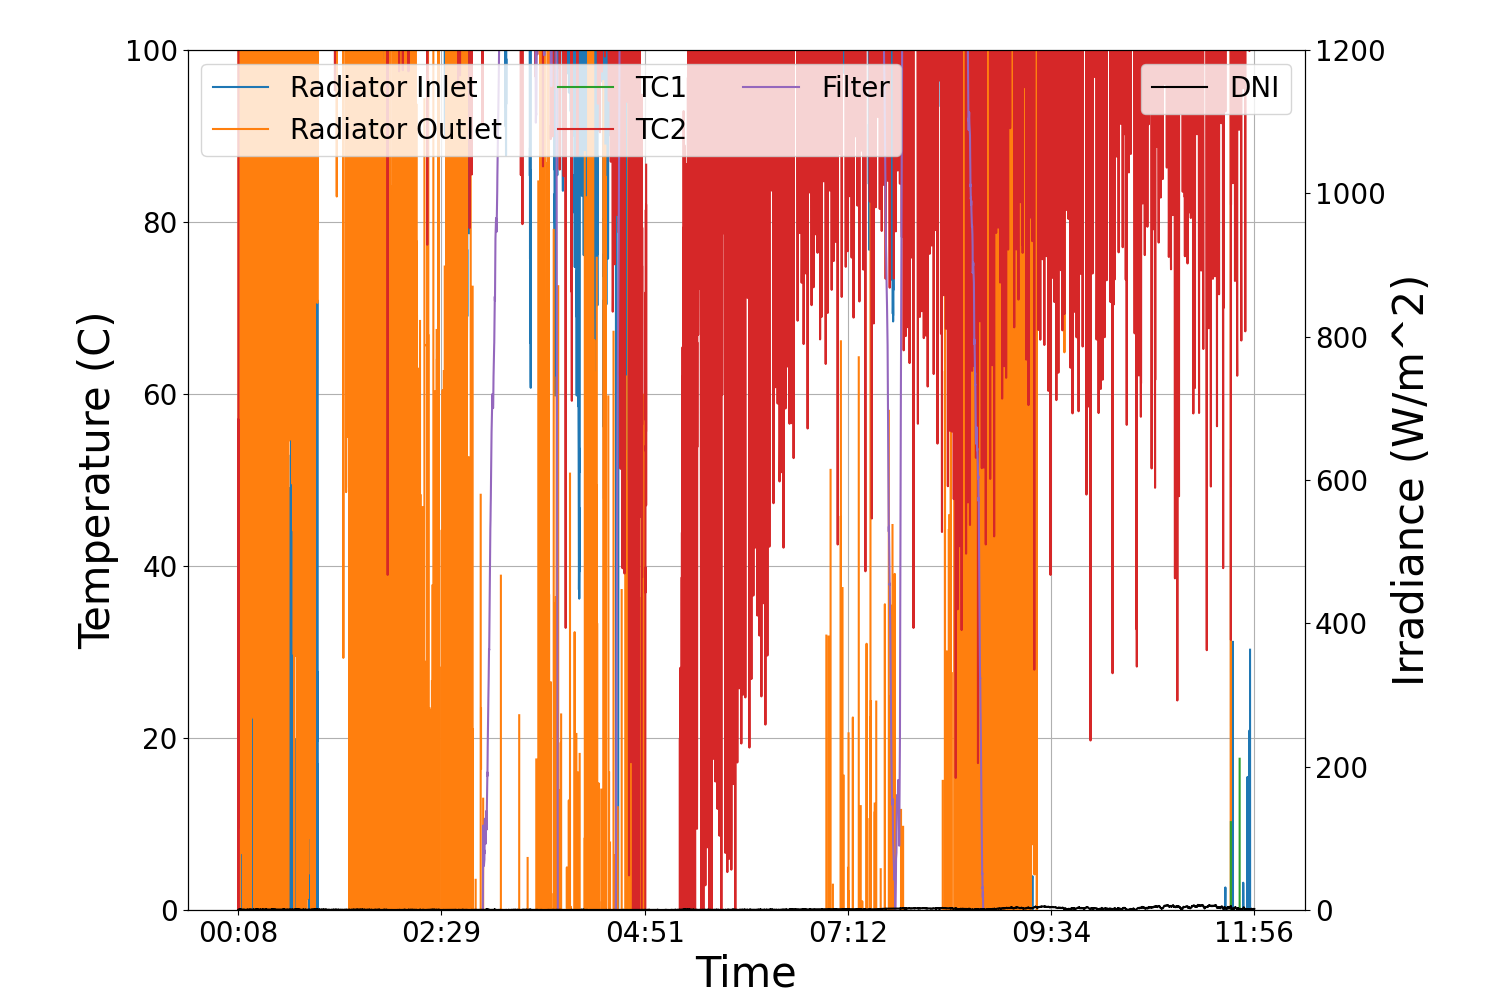 100
80
60
40
20
0
Temperature (C)
Radiator Inlet
Radiator Outlet
TC1
TC2
Filter
DNI
1200
1000
800
600
400
200
0
Irradiance (W/m^2)
00:08
02:29
04:51
07:12
09:34
11:56
Time